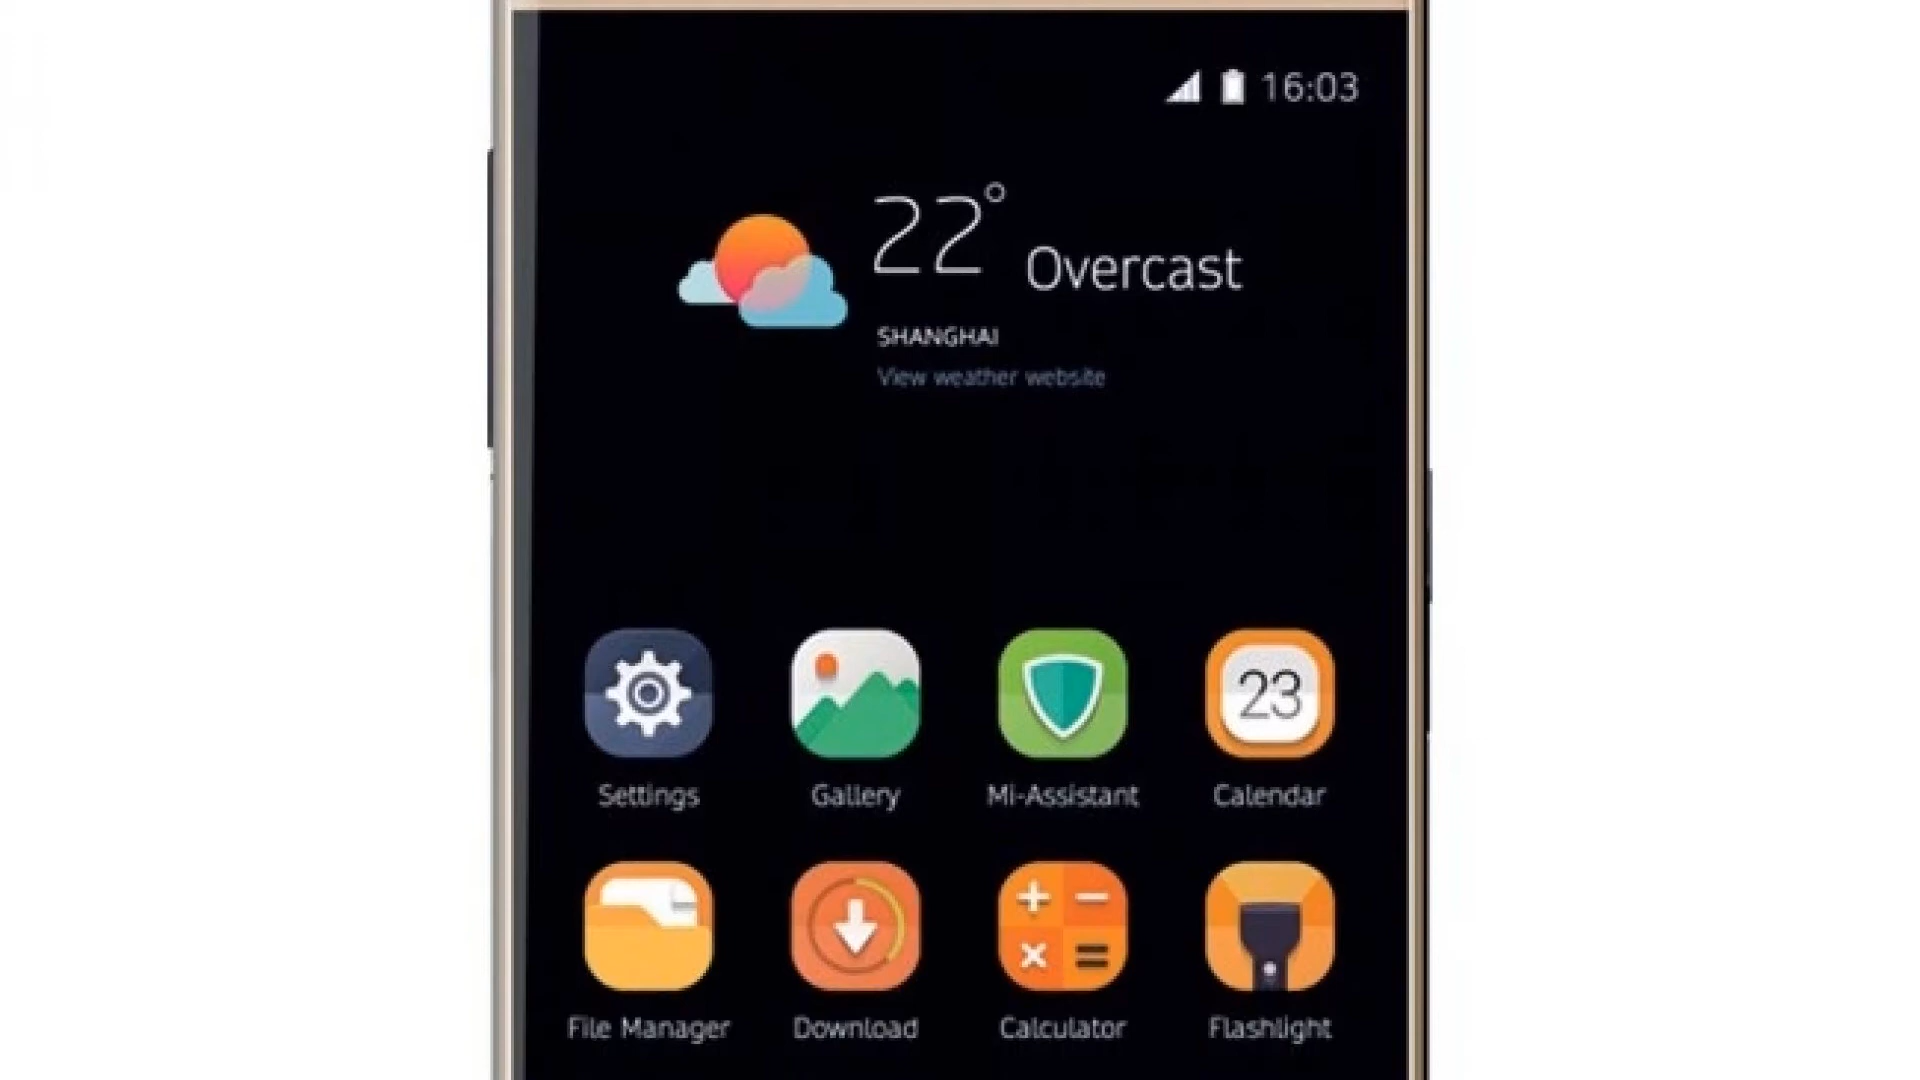 16:03
22° Overcast
SHANGHAI
View weather website
23
Settings Gallery Mi-Assistant Calendar
File Manager Download Calculator Flashlight